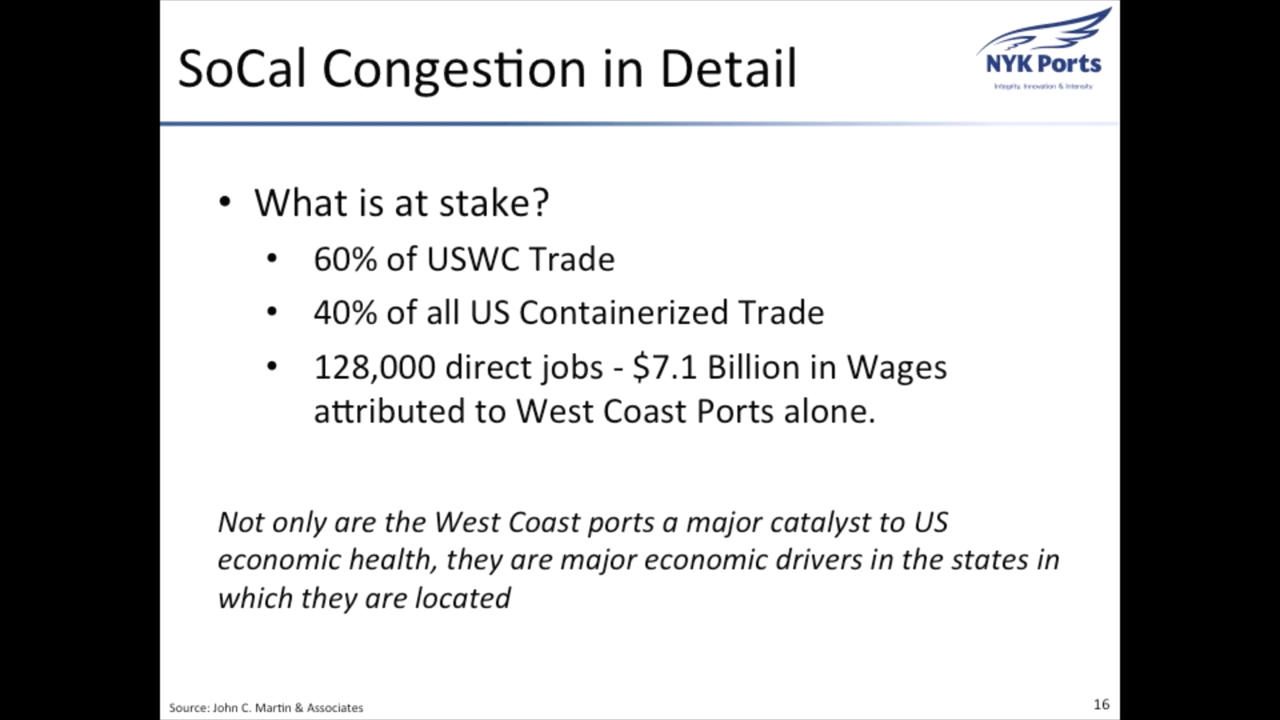 SoCal Congestion in Detail
NYK Ports
Integrity, Innovation & Intensity
• What is at stake?
• 60% of USWC Trade
• 40% of all US Containerized Trade
• 128,000 direct jobs - $7.1 Billion in Wages
attributed to West Coast Ports alone.
Not only are the West Coast ports a major catalyst to US
economic health, they are major economic drivers in the states in
which they are located
Source: John C. Martin & Associates
16